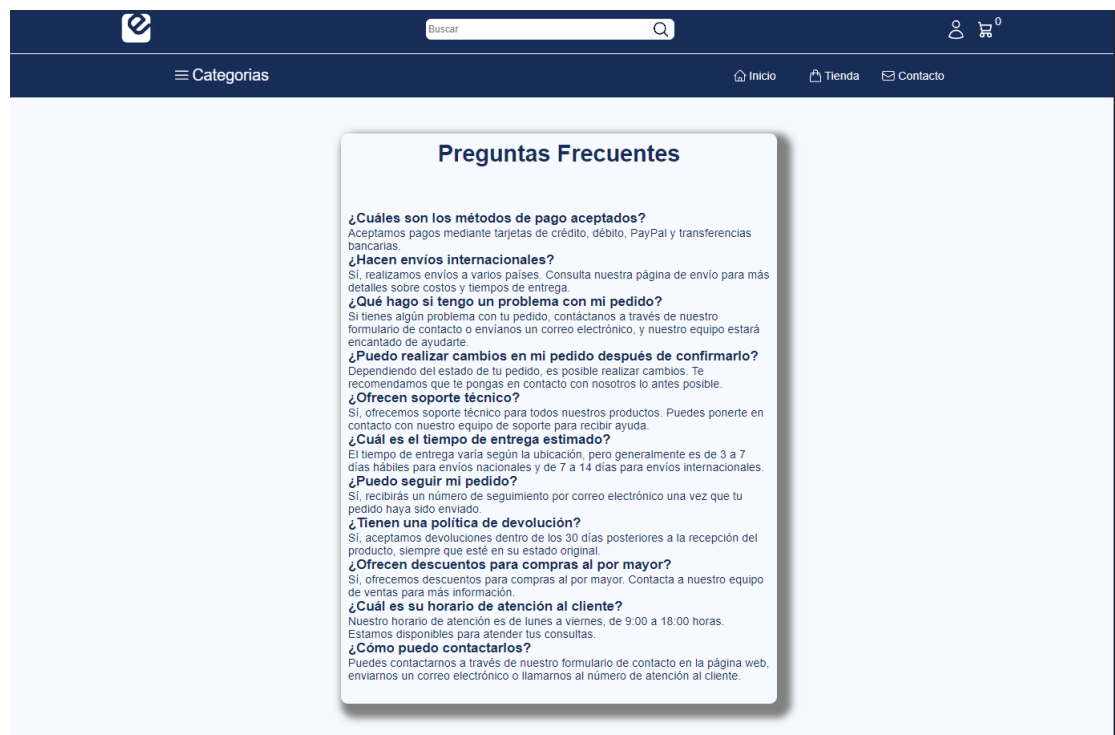 Buscar
0
Categorias
Inicio
Tienda
Contacto
Preguntas Frecuentes
¿Cuáles son los métodos de pago aceptados?
Aceptamos pagos mediante tarjetas de crédito, débito, PayPal y transferencias
bancarias.
¿Hacen envíos internacionales?
Sí, realizamos envíos a varios países. Consulta nuestra página de envío para más
detalles sobre costos y tiempos de entrega.
¿Qué hago si tengo un problema con mi pedido?
Si tienes algún problema con tu pedido, contáctanos a través de nuestro
formulario de contacto o envíanos un correo electrónico, y nuestro equipo estará
encantado de ayudarte.
¿Puedo realizar cambios en mi pedido después de confirmarlo?
Dependiendo del estado de tu pedido, es posible realizar cambios. Te
recomendamos que te pongas en contacto con nosotros lo antes posible.
¿Ofrecen soporte técnico?
Sí, ofrecemos soporte técnico para todos nuestros productos. Puedes ponerte en
contacto con nuestro equipo de soporte para recibir ayuda.
¿Cuál es el tiempo de entrega estimado?
El tiempo de entrega varía según la ubicación, pero generalmente es de 3 a 7
días hábiles para envíos nacionales y de 7 a 14 días para envíos internacionales.
¿Puedo seguir mi pedido?
Sí, recibirás un número de seguimiento por correo electrónico una vez que tu
pedido haya sido enviado.
¿Tienen una política de devolución?
Sí, aceptamos devoluciones dentro de los 30 días posteriores a la recepción del
producto, siempre que esté en su estado original.
¿Ofrecen descuentos para compras al por mayor?
Sí, ofrecemos descuentos para compras al por mayor. Contacta a nuestro equipo
de ventas para más información.
¿Cuál es su horario de atención al cliente?
Nuestro horario de atención es de lunes a viernes, de 9:00 a 18:00 horas.
Estamos disponibles para atender tus consultas.
¿Cómo puedo contactarlos?
Puedes contactarnos a través de nuestro formulario de contacto en la página web,
enviarnos un correo electrónico o llamarnos al número de atención al cliente.